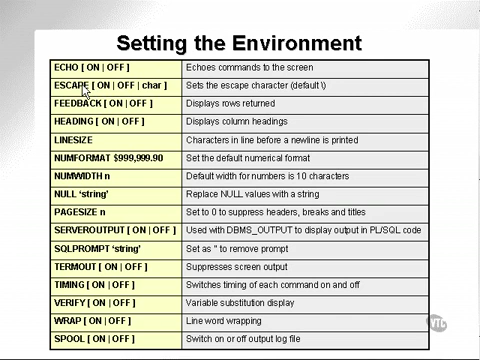 Setting the Environment
ECHO [ ON | OFF ] Echoes commands to the screen
ESCAPE [ ON | OFF | char ] Sets the escape character (default \)
FEEDBACK [ ON | OFF ] Displays rows returned
HEADING [ ON | OFF ] Displays column headings
LINESIZE Characters in line before a newline is printed
NUMFORMAT $999,999.90 Set the default numerical format
NUMWIDTH n Default width for numbers is 10 characters
NULL 'string' Replace NULL values with a string
PAGESIZE n Set to 0 to suppress headers, breaks and titles
SERVEROUTPUT [ ON | OFF ] Used with DBMS_OUTPUT to display output in PL/SQL code
SQLPROMPT 'string' Set as '' to remove prompt
TERMOUT [ ON | OFF ] Suppresses screen output
TIMING [ ON | OFF ] Switches timing of each command on and off
VERIFY [ ON | OFF ] Variable substitution display
WRAP [ ON | OFF ] Line word wrapping
SPOOL [ ON | OFF ] Switch on or off output log file
VTC